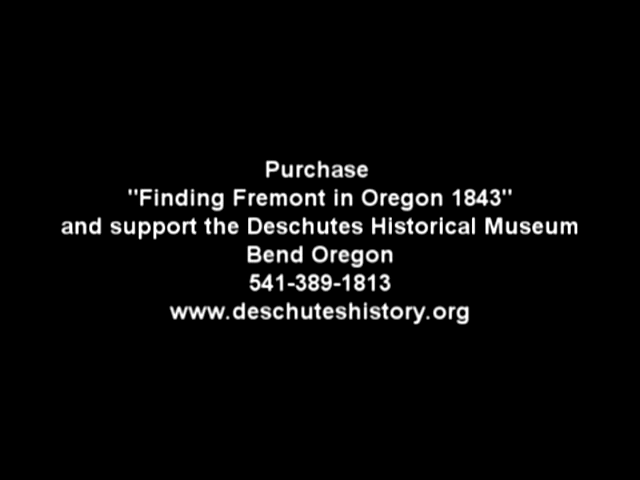 Purchase
"Finding Fremont in Oregon 1843"
and support the Deschutes Historical Museum
Bend Oregon
541-389-1813
www.deschuteshistory.org